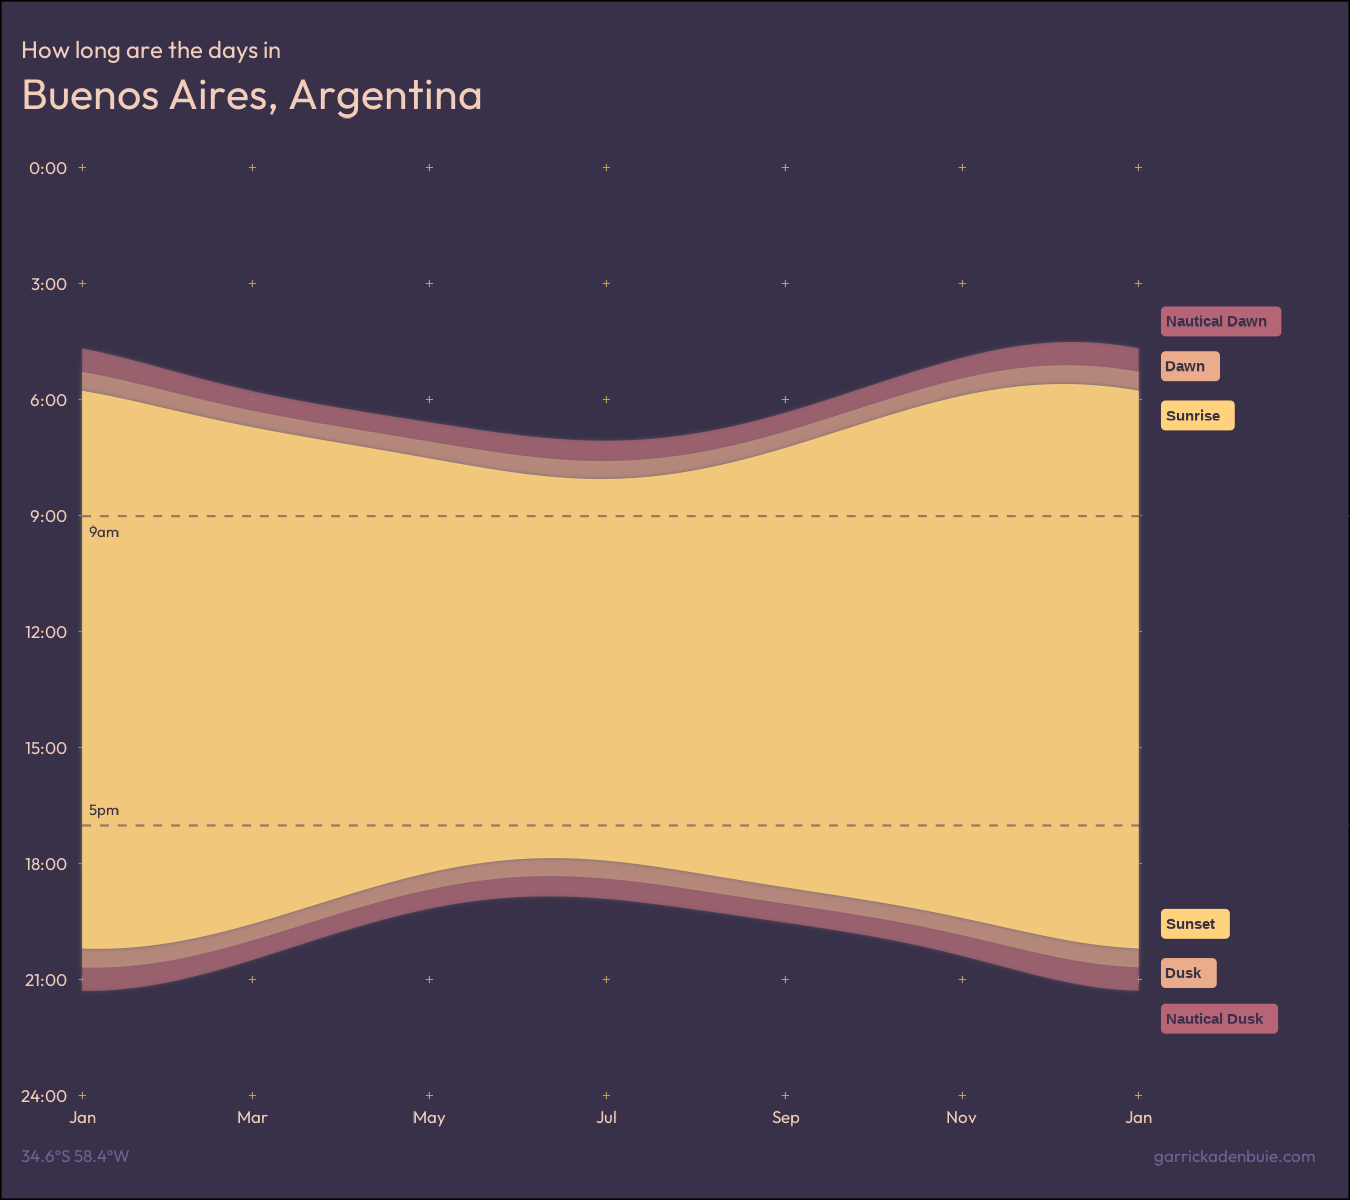 How long are the days in
Buenos Aires, Argentina
0:00
3:00
Nautical Dawn
Dawn
6:00
Sunrise
9:00
9am
12:00
15:00
5pm
18:00
Sunset
Dusk
21:00
Nautical Dusk
24:00
Jan Mar May Jul Sep Nov Jan
34.6°S 58.4°W
garrickadenbuie.com